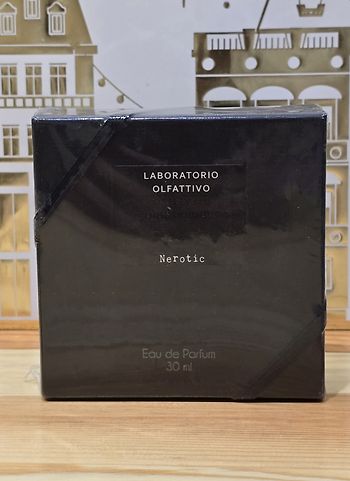 LABORATORIO
OLFATTIVO
Nerotic
Eau de Parfum
30 ml